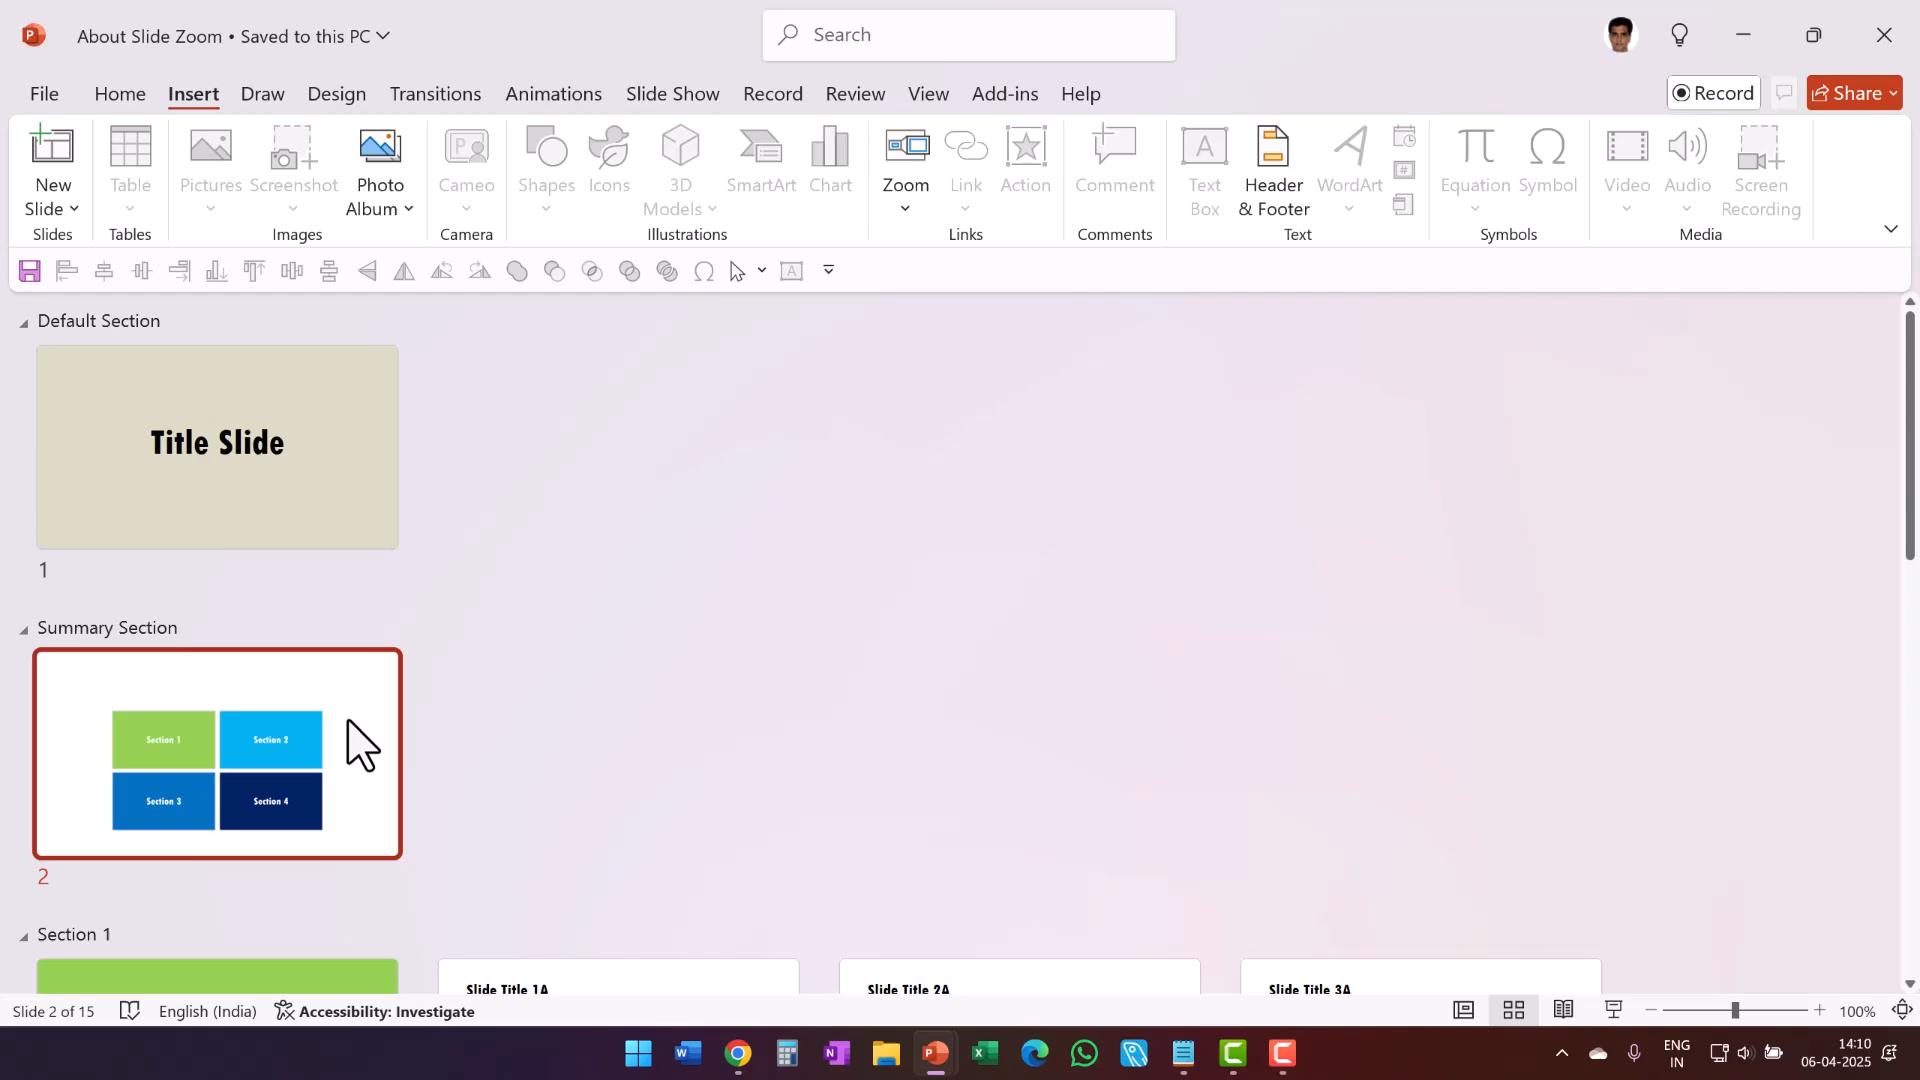 About Slide Zoom • Saved to this PC
Search
File Home Insert Draw Design Transitions Animations Slide Show Record Review View Add-ins Help
Record
Share
New Slide
Slides
Table
Tables
Pictures
Screenshot
Photo Album
Images
Cameo
Camera
Shapes
Icons
3D Models
SmartArt
Chart
Illustrations
Zoom
Link
Action
Links
Comment
Comments
Text Box
Header & Footer
WordArt
Text
Equation
Symbol
Symbols
Video
Audio
Screen Recording
Media
Default Section
Title Slide
1
Summary Section
Section 1
Section 2
Section 3
Section 4
2
Section 1
Slide Title 1A
Slide Title 2A
Slide Title 3A
Slide 2 of 15
English (India)
Accessibility: Investigate
100%
ENG
IN
14:10
06-04-2025